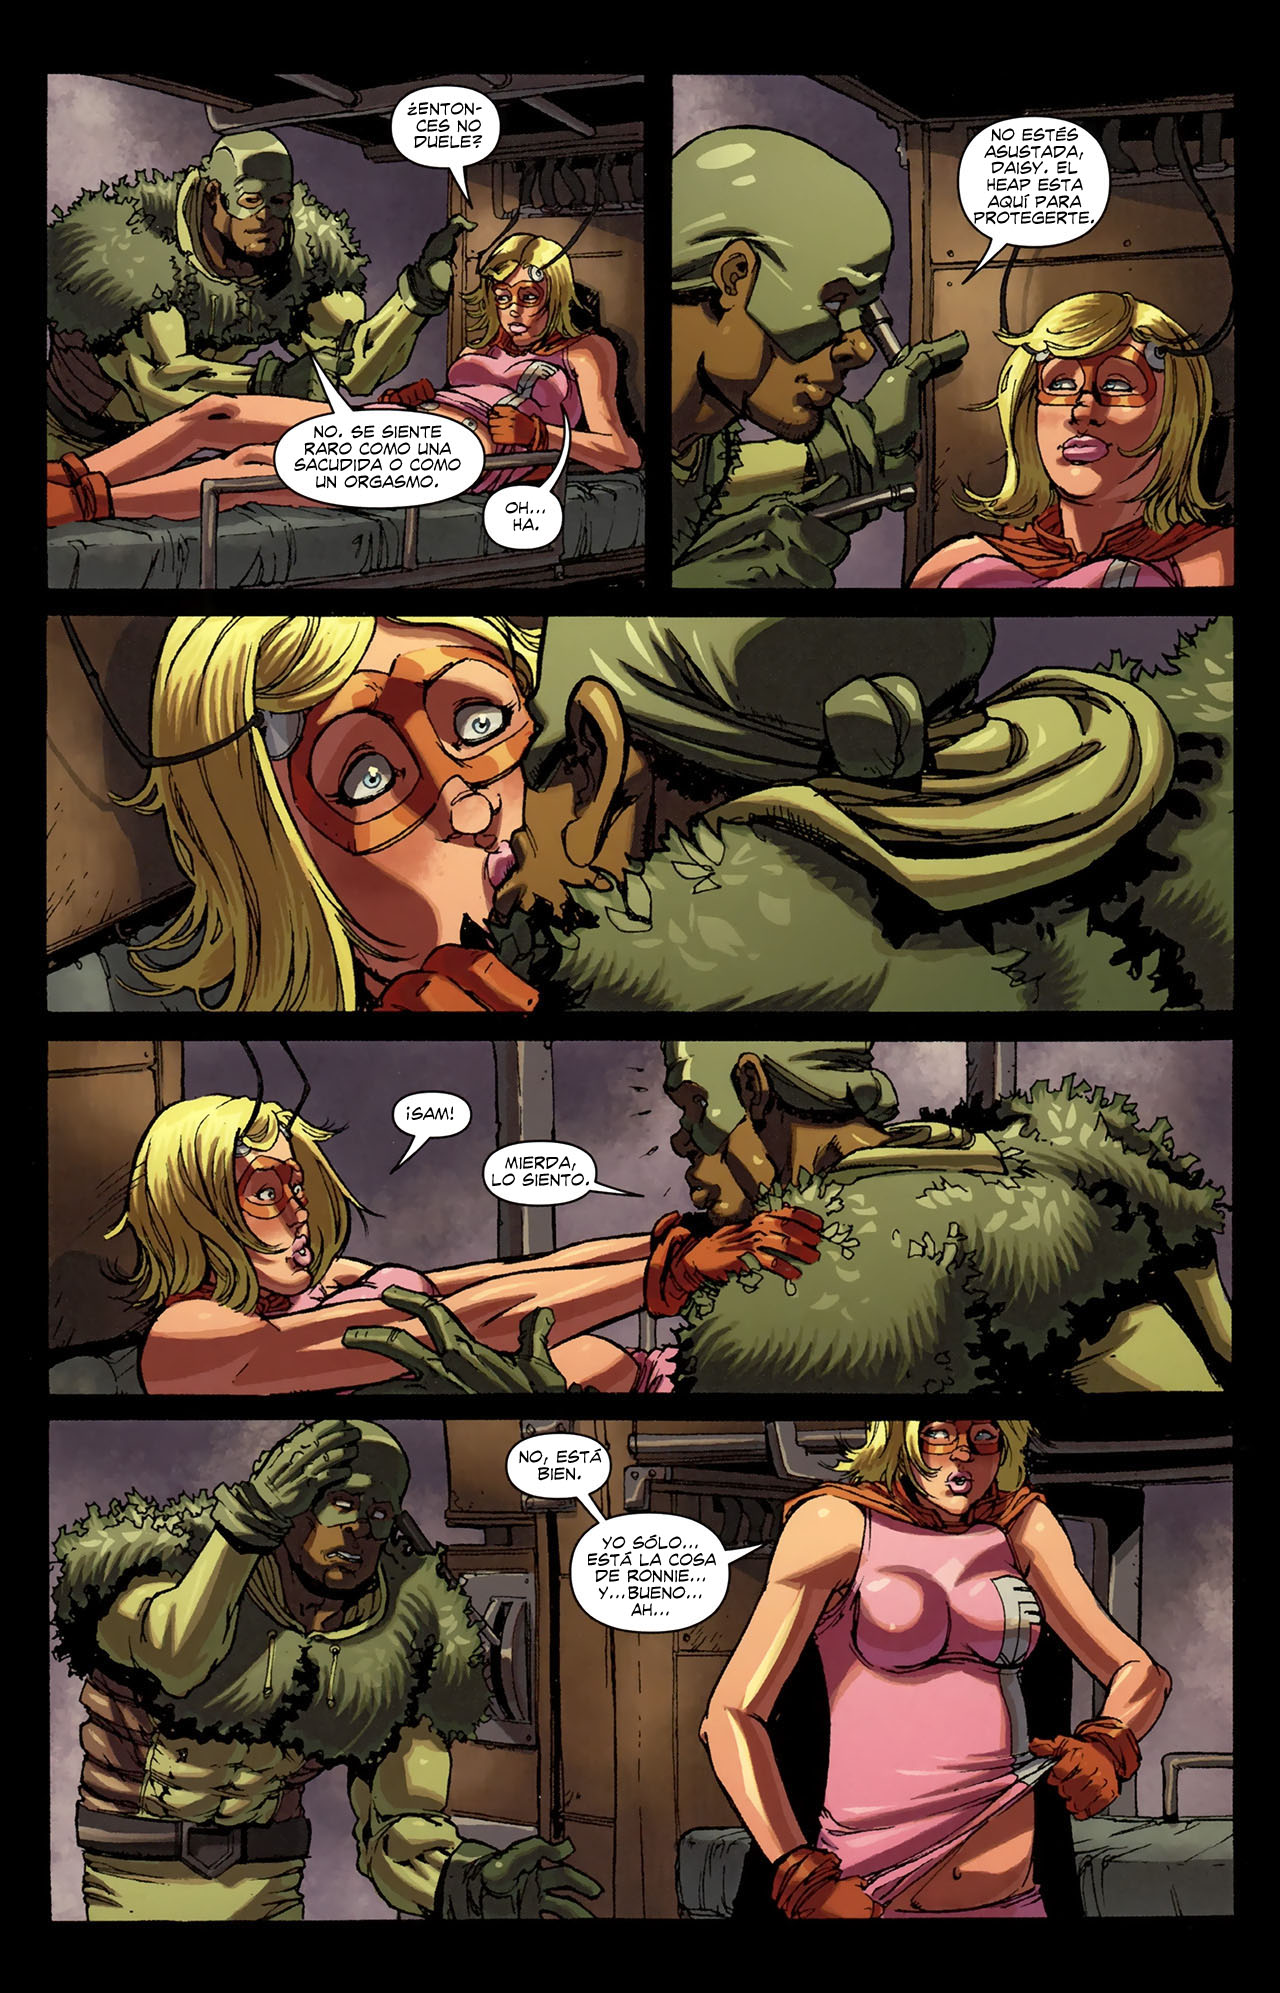 ¿ENTON-
CES NO
DUELE?
NO. SE SIENTE
RARO COMO UNA
SACUDIDA O COMO
UN ORGASMO.
OH...
HA.
NO ESTÉS
ASUSTADA,
DAISY. EL
HEAP ESTA
AQUÍ PARA
PROTEGERTE.
¡SAM!
MIERDA,
LO SIENTO.
NO, ESTÁ
BIEN.
YO SÓLO...
ESTÁ LA COSA
DE RONNIE...
Y...BUENO...
AH...